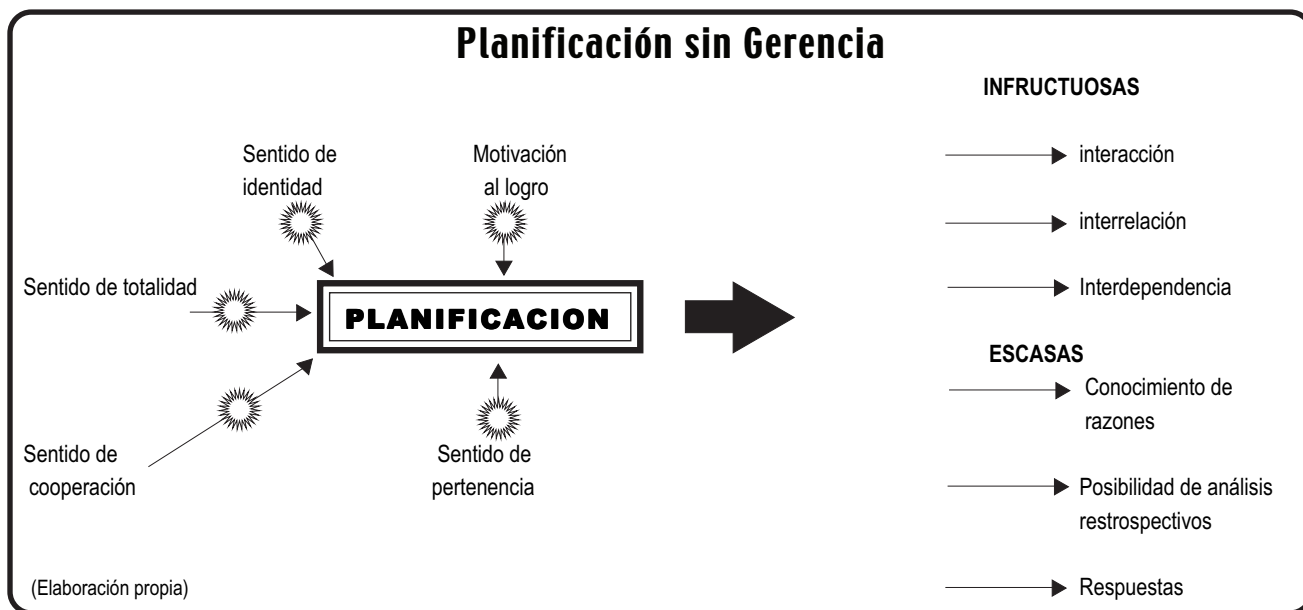 Planificación sin Gerencia
Sentido de
identidad
Motivación
al logro
Sentido de totalidad
PLANIFICACION
Sentido de
cooperación
Sentido de
pertenencia
(Elaboración propia)
INFRUCTUOSAS
interacción
interrelación
Interdependencia
ESCASAS
Conocimiento de
razones
Posibilidad de análisis
restrospectivos
Respuestas